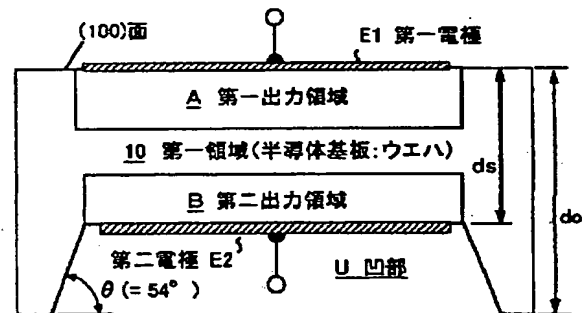 (100)面
E1 第一電極
A 第一出力領域
10 第一領域(半導体基板:ウエハ)
ds
do
B 第二出力領域
第二電極 E2
U 凹部
θ(=54°)